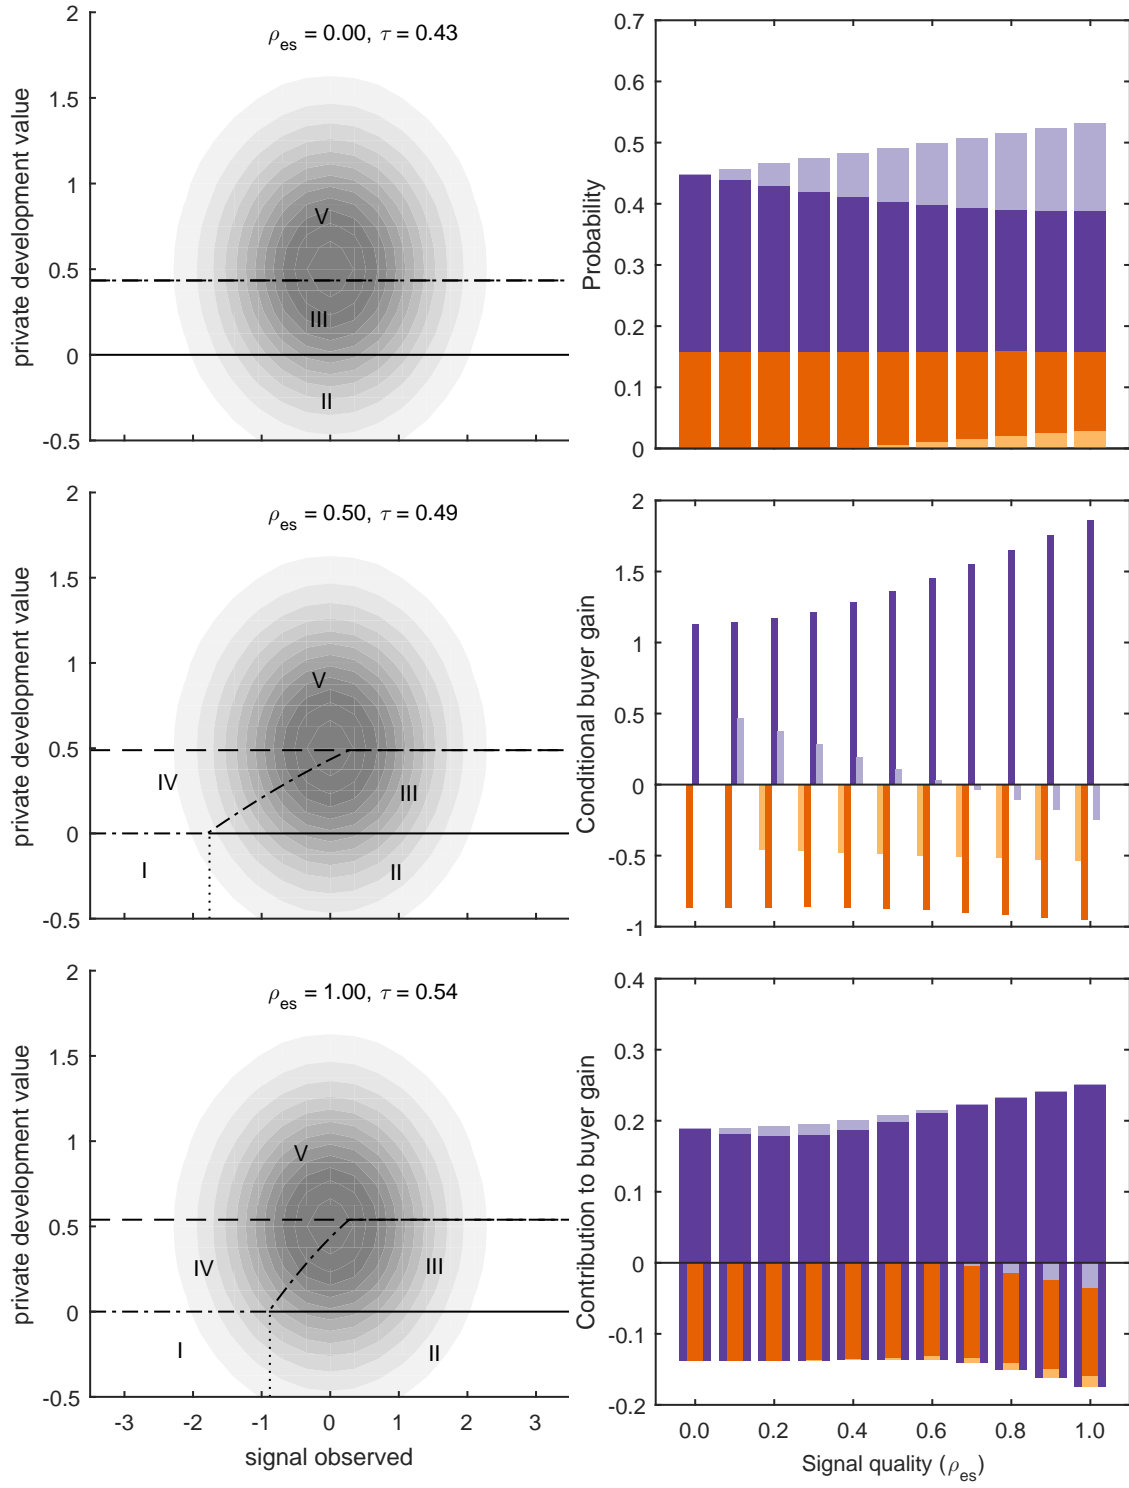 2
1.5
1
0.5
0
-0.5
private development value
ρes = 0.00, τ = 0.43
V
III
II
0.7
0.6
0.5
0.4
0.3
0.2
0.1
0
Probability
2
1.5
1
0.5
0
-0.5
private development value
ρes = 0.50, τ = 0.49
V
IV
III
I
II
2
1.5
1
0.5
0
-0.5
-1
Conditional buyer gain
2
1.5
1
0.5
0
-0.5
private development value
ρes = 1.00, τ = 0.54
V
IV
III
I
II
-3 -2 -1 0 1 2 3
signal observed
0.4
0.3
0.2
0.1
0
-0.1
-0.2
Contribution to buyer gain
0.0 0.2 0.4 0.6 0.8 1.0
Signal quality (ρes)